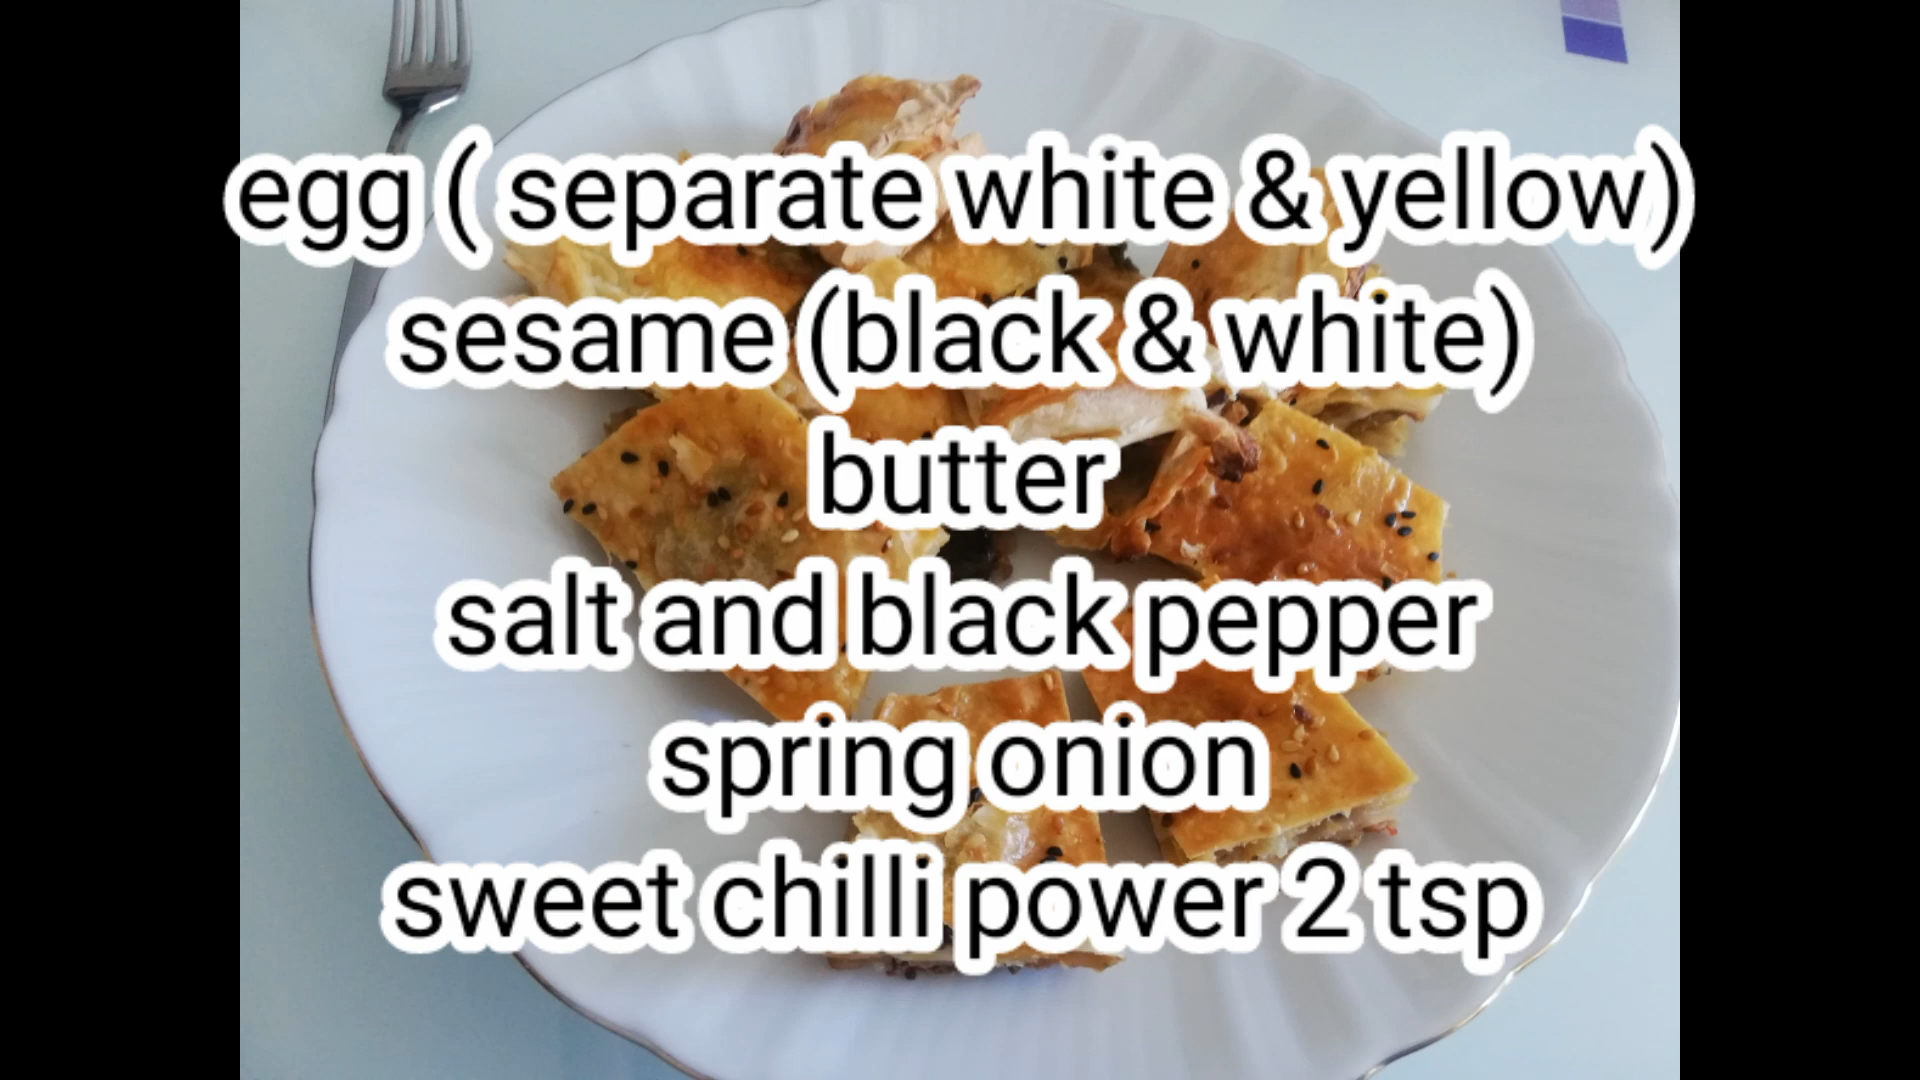 egg ( separate white & yellow)
sesame (black & white)
butter
salt and black pepper
spring onion
sweet chilli power 2 tsp